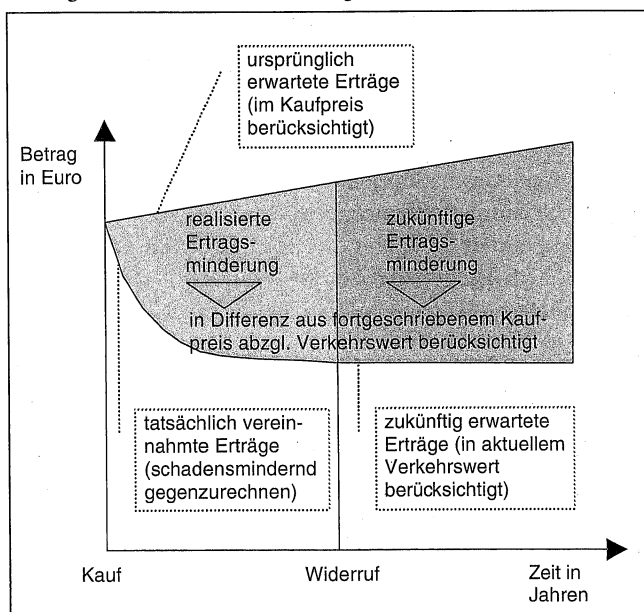 ursprünglich
erwartete Erträge
(im Kaufpreis
berücksichtigt)
Betrag
in Euro
realisierte
Ertrags-
minderung
zukünftige
Ertrags-
minderung
in Differenz aus fortgeschriebenem Kauf-
preis abzgl. Verkehrswert berücksichtigt
tatsächlich verein-
nahmte Erträge
(schadensmindernd
gegenzurechnen)
zukünftig erwartete
Erträge (in aktuellem
Verkehrswert
berücksichtigt)
Kauf
Widerruf
Zeit in
Jahren